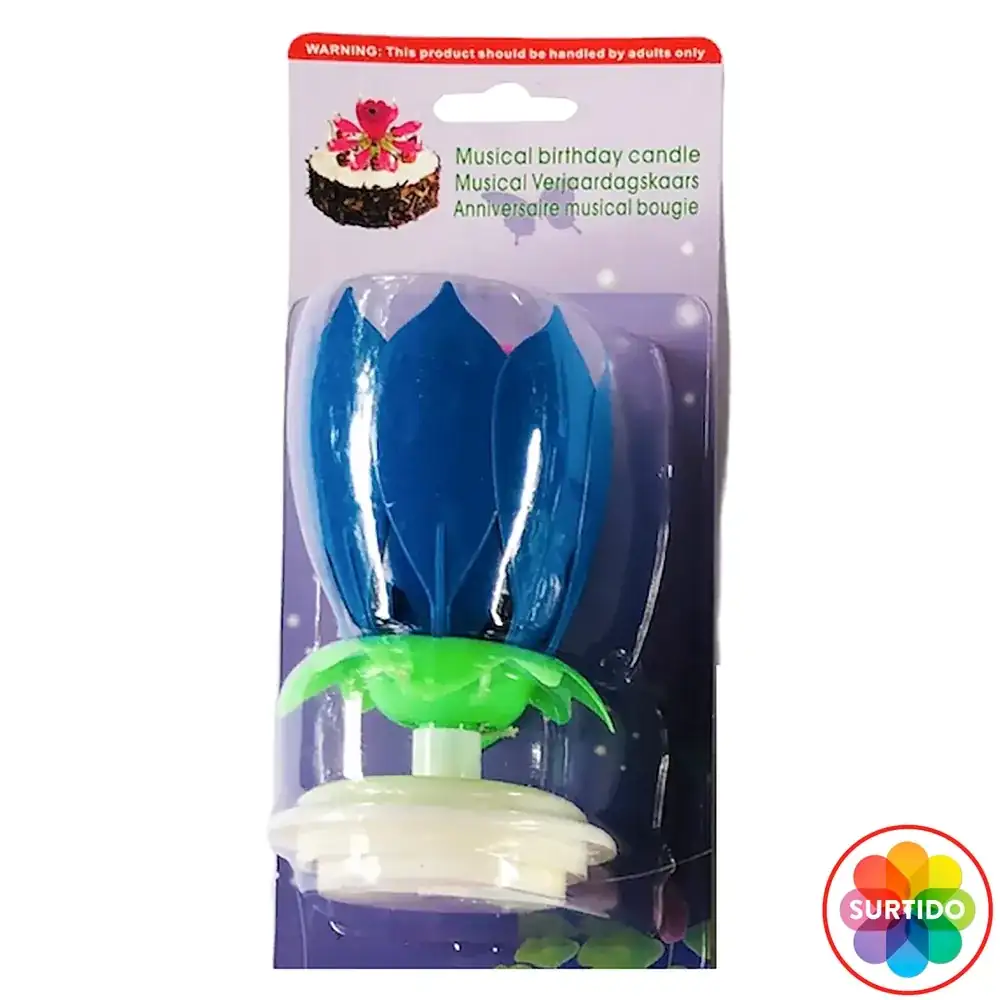 WARNING: This product should be handled by adults only
Musical birthday candle
Musical Verjaardagskaars
Anniversaire musical bougie
SURTIDO